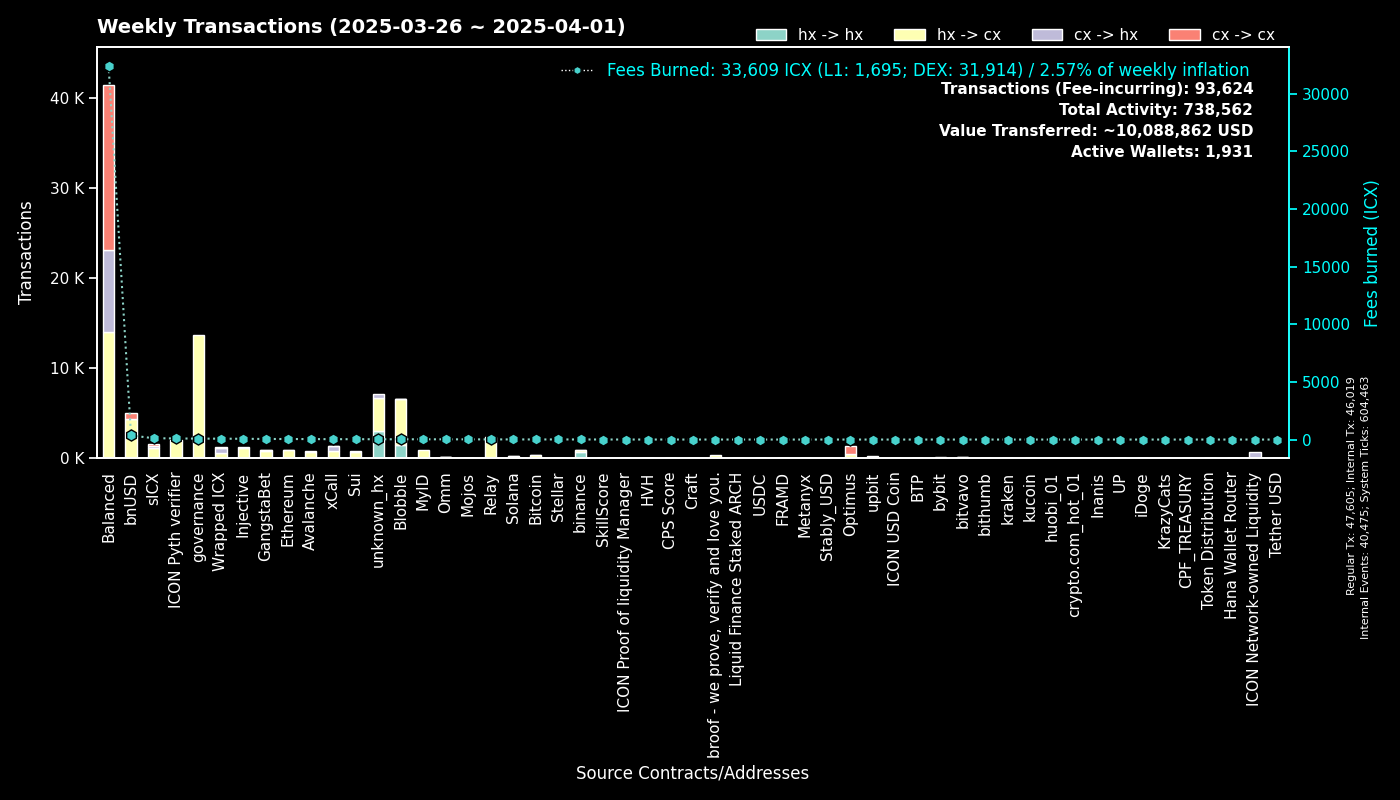 Weekly Transactions (2025-03-26 ~ 2025-04-01)
hx -> hx
hx -> cx
cx -> hx
cx -> cx
Fees Burned: 33,609 ICX (L1: 1,695; DEX: 31,914) / 2.57% of weekly inflation
Transactions (Fee-incurring): 93,624
Total Activity: 738,562
Value Transferred: ~10,088,862 USD
Active Wallets: 1,931
Transactions
40 K
30 K
20 K
10 K
0 K
30000
25000
20000
15000
10000
5000
0
Fees burned (ICX)
Regular Tx: 47,605; Internal Tx: 46,019
Internal Events: 40,475; System Ticks: 604,463
Balanced
bnUSD
sICX
ICON Pyth verifier
governance
Wrapped ICX
Injective
GangstaBet
Ethereum
Avalanche
xCall
Sui
unknown_hx
Blobble
MyID
Omm
Mojos
Relay
Solana
Bitcoin
Stellar
binance
SkillScore
ICON Proof of liquidity Manager
HVH
CPS Score
Craft
broof - we prove, verify and love you.
Liquid Finance Staked ARCH
USDC
FRAMD
Metanyx
Stably_USD
Optimus
upbit
ICON USD Coin
BTP
bybit
bitvavo
bithumb
kraken
kucoin
huobi_01
crypto.com_hot_01
Inanis
UP
iDoge
KrazyCats
CPF_TREASURY
Token Distribution
Hana Wallet Router
ICON Network-owned Liquidity
Tether USD
Source Contracts/Addresses